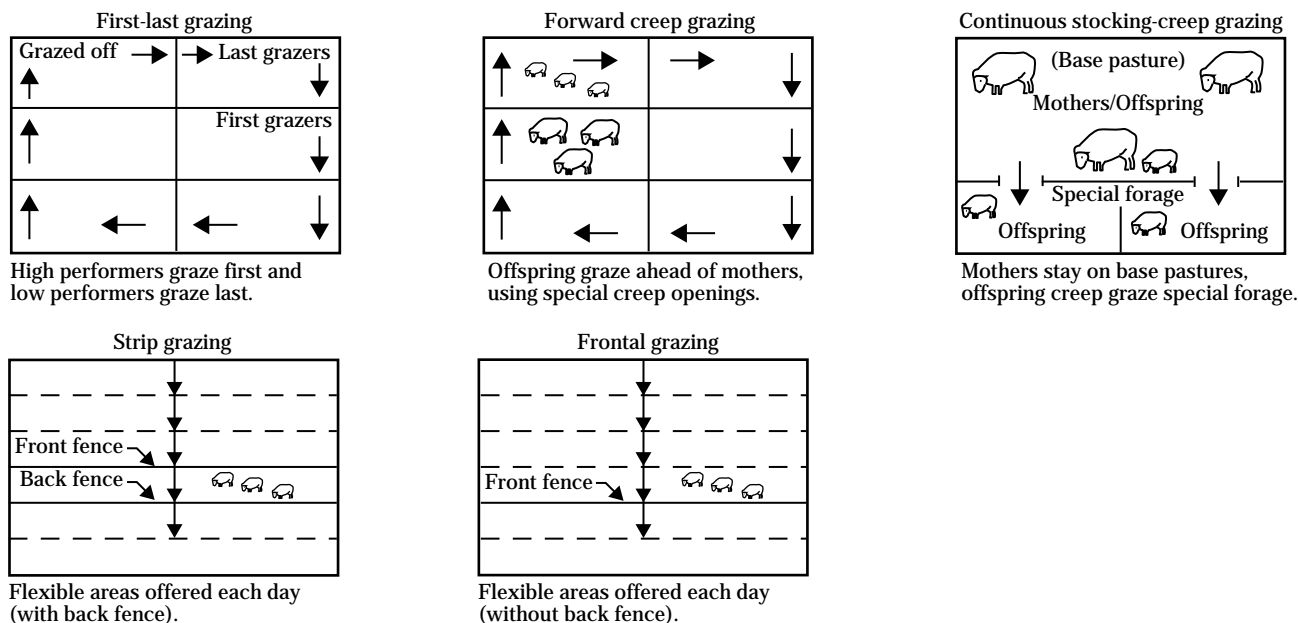 First-last grazing
Grazed off
Last grazers
First grazers
High performers graze first and
low performers graze last.
Forward creep grazing
Offspring graze ahead of mothers,
using special creep openings.
Continuous stocking-creep grazing
(Base pasture)
Mothers/Offspring
Special forage
Offspring
Offspring
Mothers stay on base pastures,
offspring creep graze special forage.
Strip grazing
Front fence
Back fence
Flexible areas offered each day
(with back fence).
Frontal grazing
Front fence
Flexible areas offered each day
(without back fence).